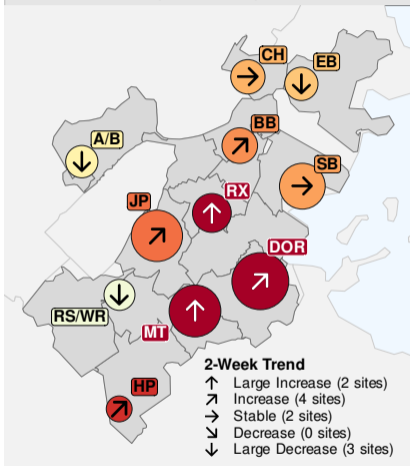 CH
EB
BB
A/B
SB
RX
JP
DOR
RS/WR
MT
HP
2-Week Trend
↑ Large Increase (2 sites)
↗ Increase (4 sites)
→ Stable (2 sites)
↘ Decrease (0 sites)
↓ Large Decrease (3 sites)